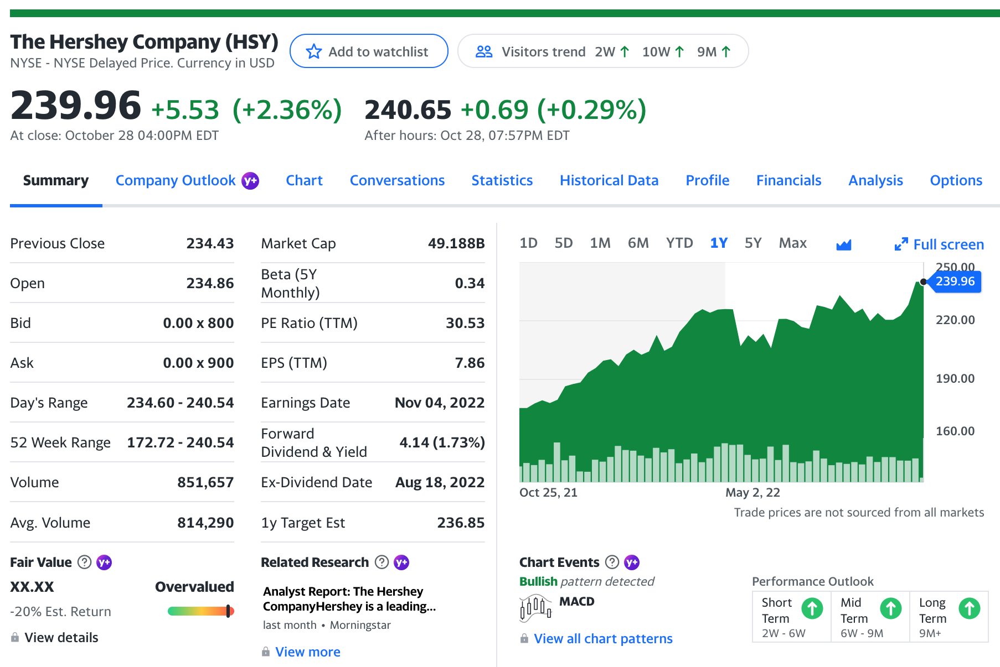 The Hershey Company (HSY)
NYSE - NYSE Delayed Price. Currency in USD
Add to watchlist
Visitors trend 2W ↑ 10W ↑ 9M ↑
239.96 +5.53 (+2.36%)
At close: October 28 04:00PM EDT
240.65 +0.69 (+0.29%)
After hours: Oct 28, 07:57PM EDT
Summary Company Outlook y+ Chart Conversations Statistics Historical Data Profile Financials Analysis Options
Previous Close 234.43
Open 234.86
Bid 0.00 x 800
Ask 0.00 x 900
Day's Range 234.60 - 240.54
52 Week Range 172.72 - 240.54
Volume 851,657
Avg. Volume 814,290
Market Cap 49.188B
Beta (5Y
Monthly) 0.34
PE Ratio (TTM) 30.53
EPS (TTM) 7.86
Earnings Date Nov 04, 2022
Forward
Dividend & Yield 4.14 (1.73%)
Ex-Dividend Date Aug 18, 2022
1y Target Est 236.85
1D 5D 1M 6M YTD 1Y 5Y Max Full screen
250.00
239.96
220.00
190.00
160.00
Oct 25, 21 May 2, 22
Trade prices are not sourced from all markets
Fair Value ? y+
XX.XX Overvalued
-20% Est. Return
View details
Related Research ? y+
Analyst Report: The Hershey
CompanyHershey is a leading...
last month • Morningstar
View more
Chart Events ? y+
Bullish pattern detected
MACD
View all chart patterns
Performance Outlook
Short
Term
2W - 6W
Mid
Term
6W - 9M
Long
Term
9M+